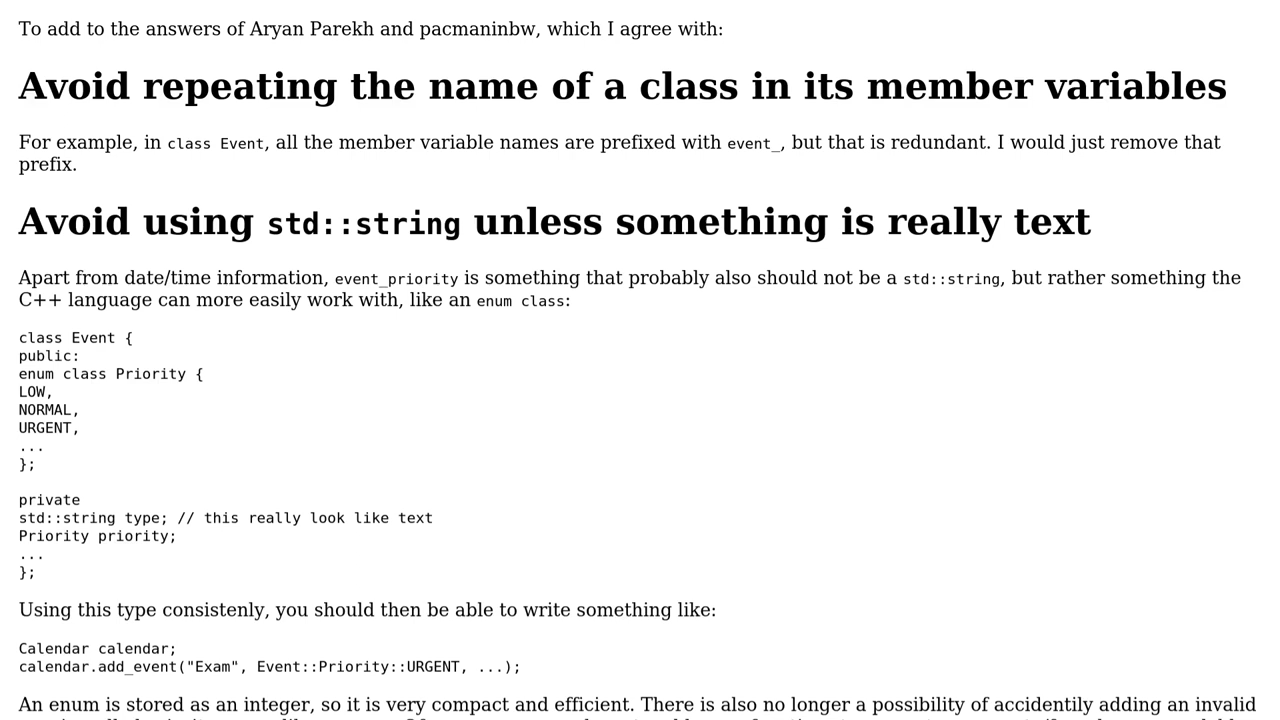 To add to the answers of Aryan Parekh and pacmaninbw, which I agree with:
Avoid repeating the name of a class in its member variables
For example, in class Event, all the member variable names are prefixed with event_, but that is redundant. I would just remove that
prefix.
Avoid using std::string unless something is really text
Apart from date/time information, event_priority is something that probably also should not be a std::string, but rather something the
C++ language can more easily work with, like an enum class:
class Event {
public:
enum class Priority {
LOW,
NORMAL,
URGENT,
...
};
private
std::string type; // this really look like text
Priority priority;
...
};
Using this type consistenly, you should then be able to write something like:
Calendar calendar;
calendar.add_event("Exam", Event::Priority::URGENT, ...);
An enum is stored as an integer, so it is very compact and efficient. There is also no longer a possibility of accidentily adding an invalid